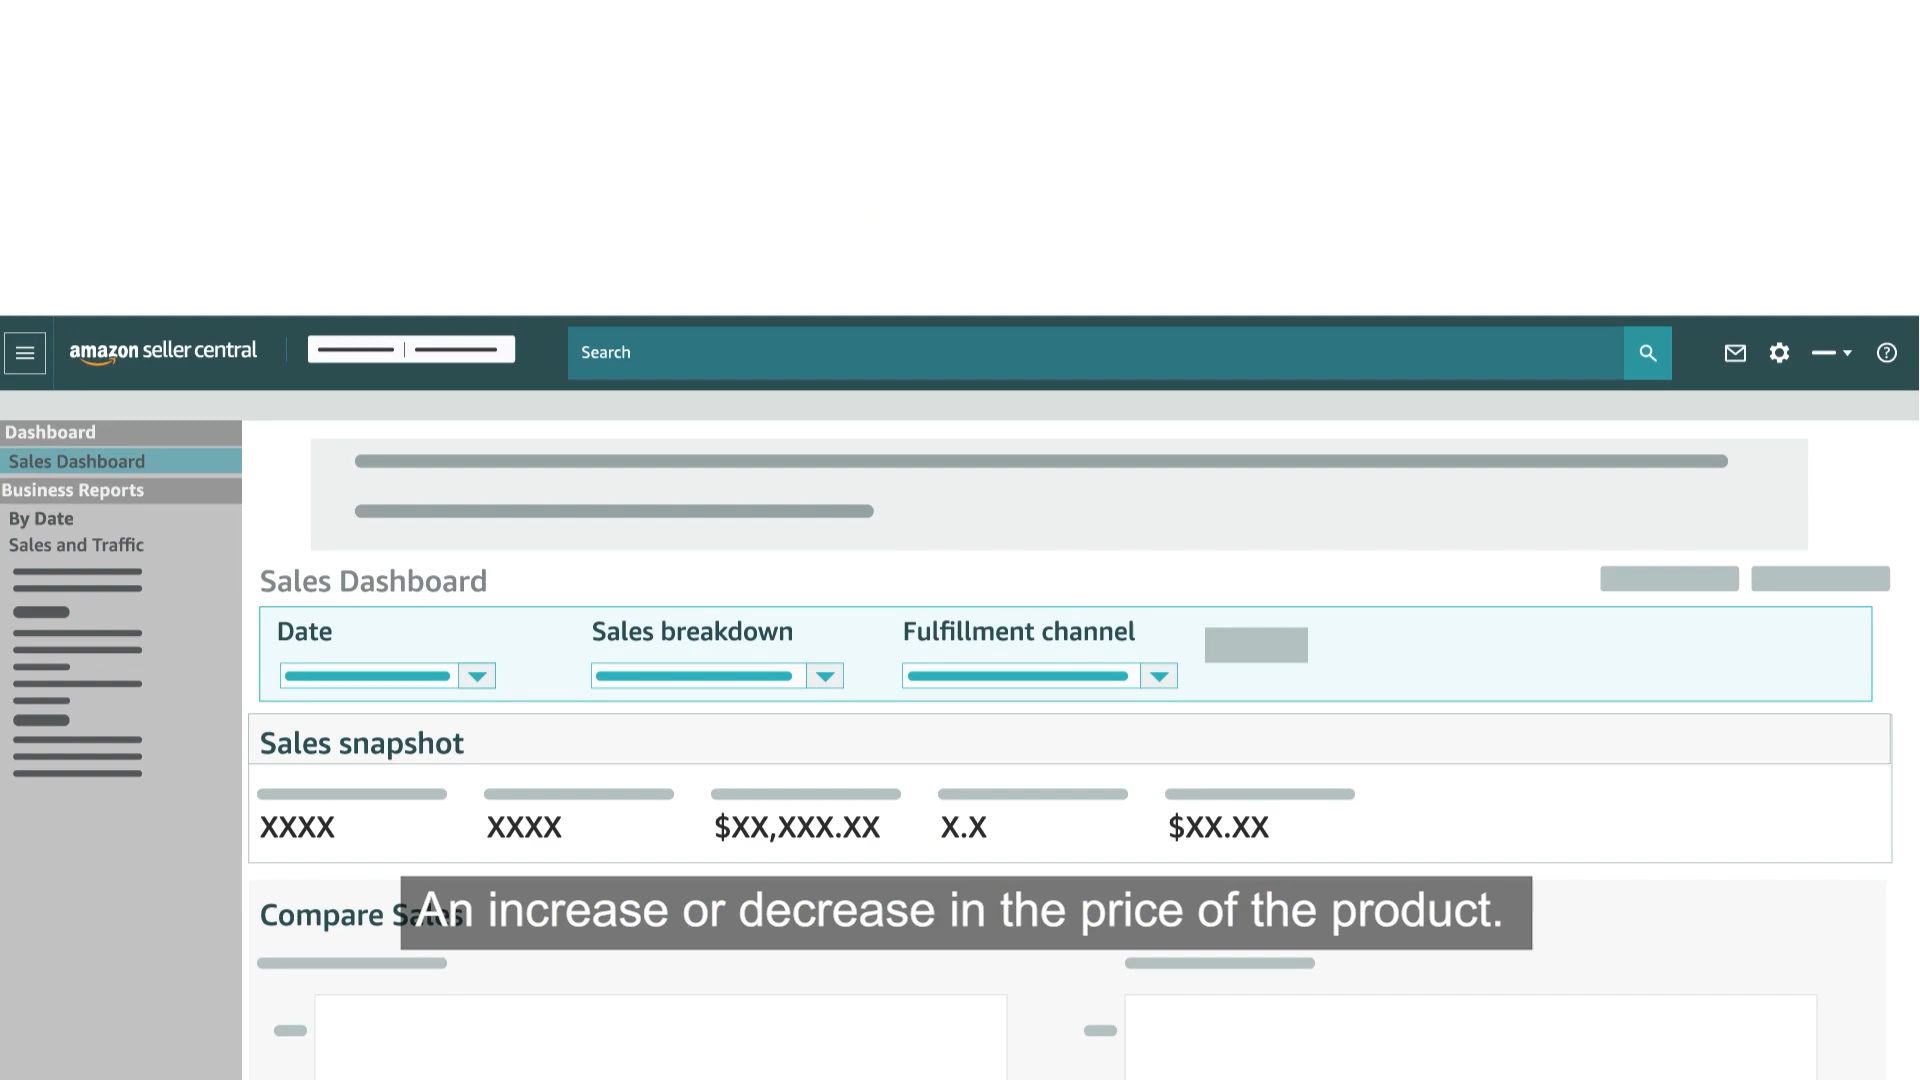 amazon seller central
Search
Dashboard
Sales Dashboard
Business Reports
By Date
Sales and Traffic
Sales Dashboard
Date
Sales breakdown
Fulfillment channel
Sales snapshot
XXXX
XXXX
$XX,XXX.XX
X.X
$XX.XX
Compare Sales
An increase or decrease in the price of the product.